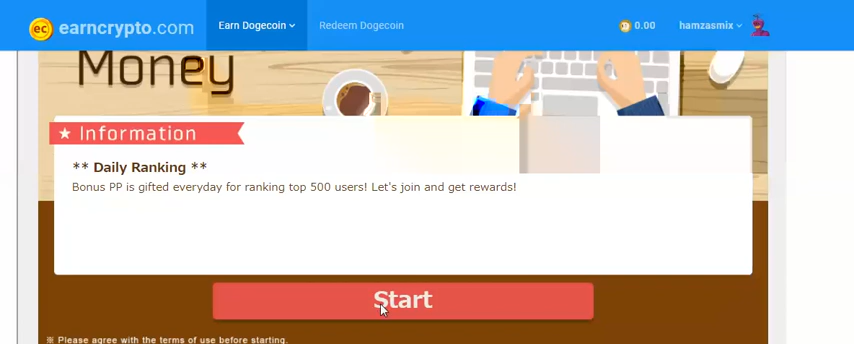 ec earncrypto.com
Earn Dogecoin
Redeem Dogecoin
0.00
hamzasmix
Money
★ Information
** Daily Ranking **
Bonus PP is gifted everyday for ranking top 500 users! Let's join and get rewards!
Start
※ Please agree with the terms of use before starting.